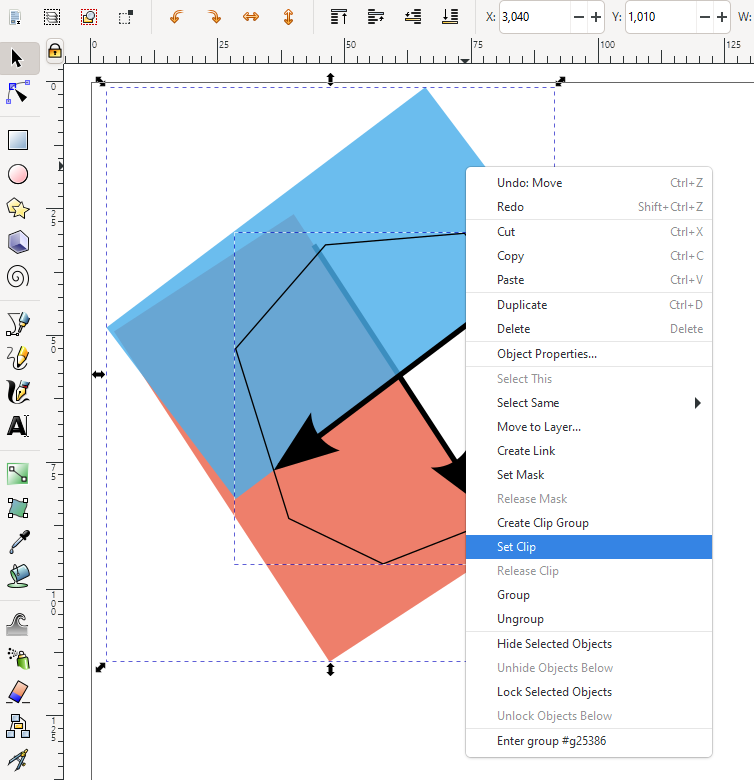 X: 3,040 Y: 1,010 W:
0 25 50 75 100 125
0
25
50
75
100
125
Undo: Move Ctrl+Z
Redo Shift+Ctrl+Z
Cut Ctrl+X
Copy Ctrl+C
Paste Ctrl+V
Duplicate Ctrl+D
Delete Delete
Object Properties...
Select This
Select Same
Move to Layer...
Create Link
Set Mask
Release Mask
Create Clip Group
Set Clip
Release Clip
Group
Ungroup
Hide Selected Objects
Unhide Objects Below
Lock Selected Objects
Unlock Objects Below
Enter group #g25386